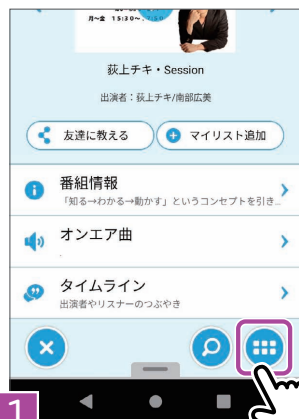 月~金 15:30~17:50
荻上チキ・Session
出演者:荻上チキ/南部広美
友達に教える
マイリスト追加
番組情報
「知る→わかる→動かす」というコンセプトを引き…
オンエア曲
タイムライン
出演者やリスナーのつぶやき
1